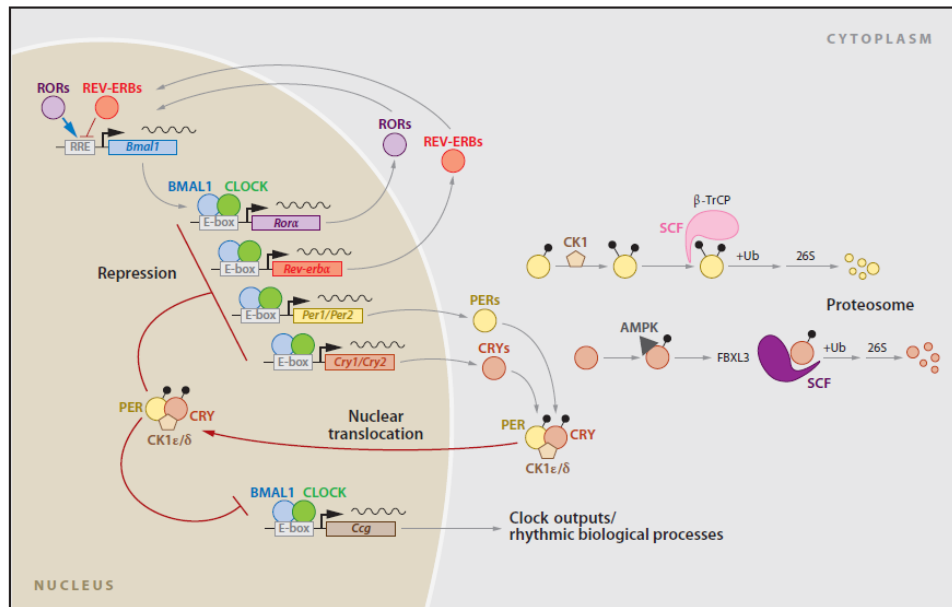 CYTOPLASM
RORs REV-ERBs
RRE Bmal1
RORs
REV-ERBs
BMAL1 CLOCK
E-box Rorα
E-box Rev-erbα
Repression
E-box Per1/Per2
E-box Cry1/Cry2
PERs
CRYs
β-TrCP
SCF
CK1
+Ub 26S
Proteosome
AMPK
FBXL3
+Ub 26S
SCF
PER CRY
CK1ε/δ
Nuclear
translocation
PER CRY
CK1ε/δ
BMAL1 CLOCK
E-box Ccg
Clock outputs/
rhythmic biological processes
NUCLEUS